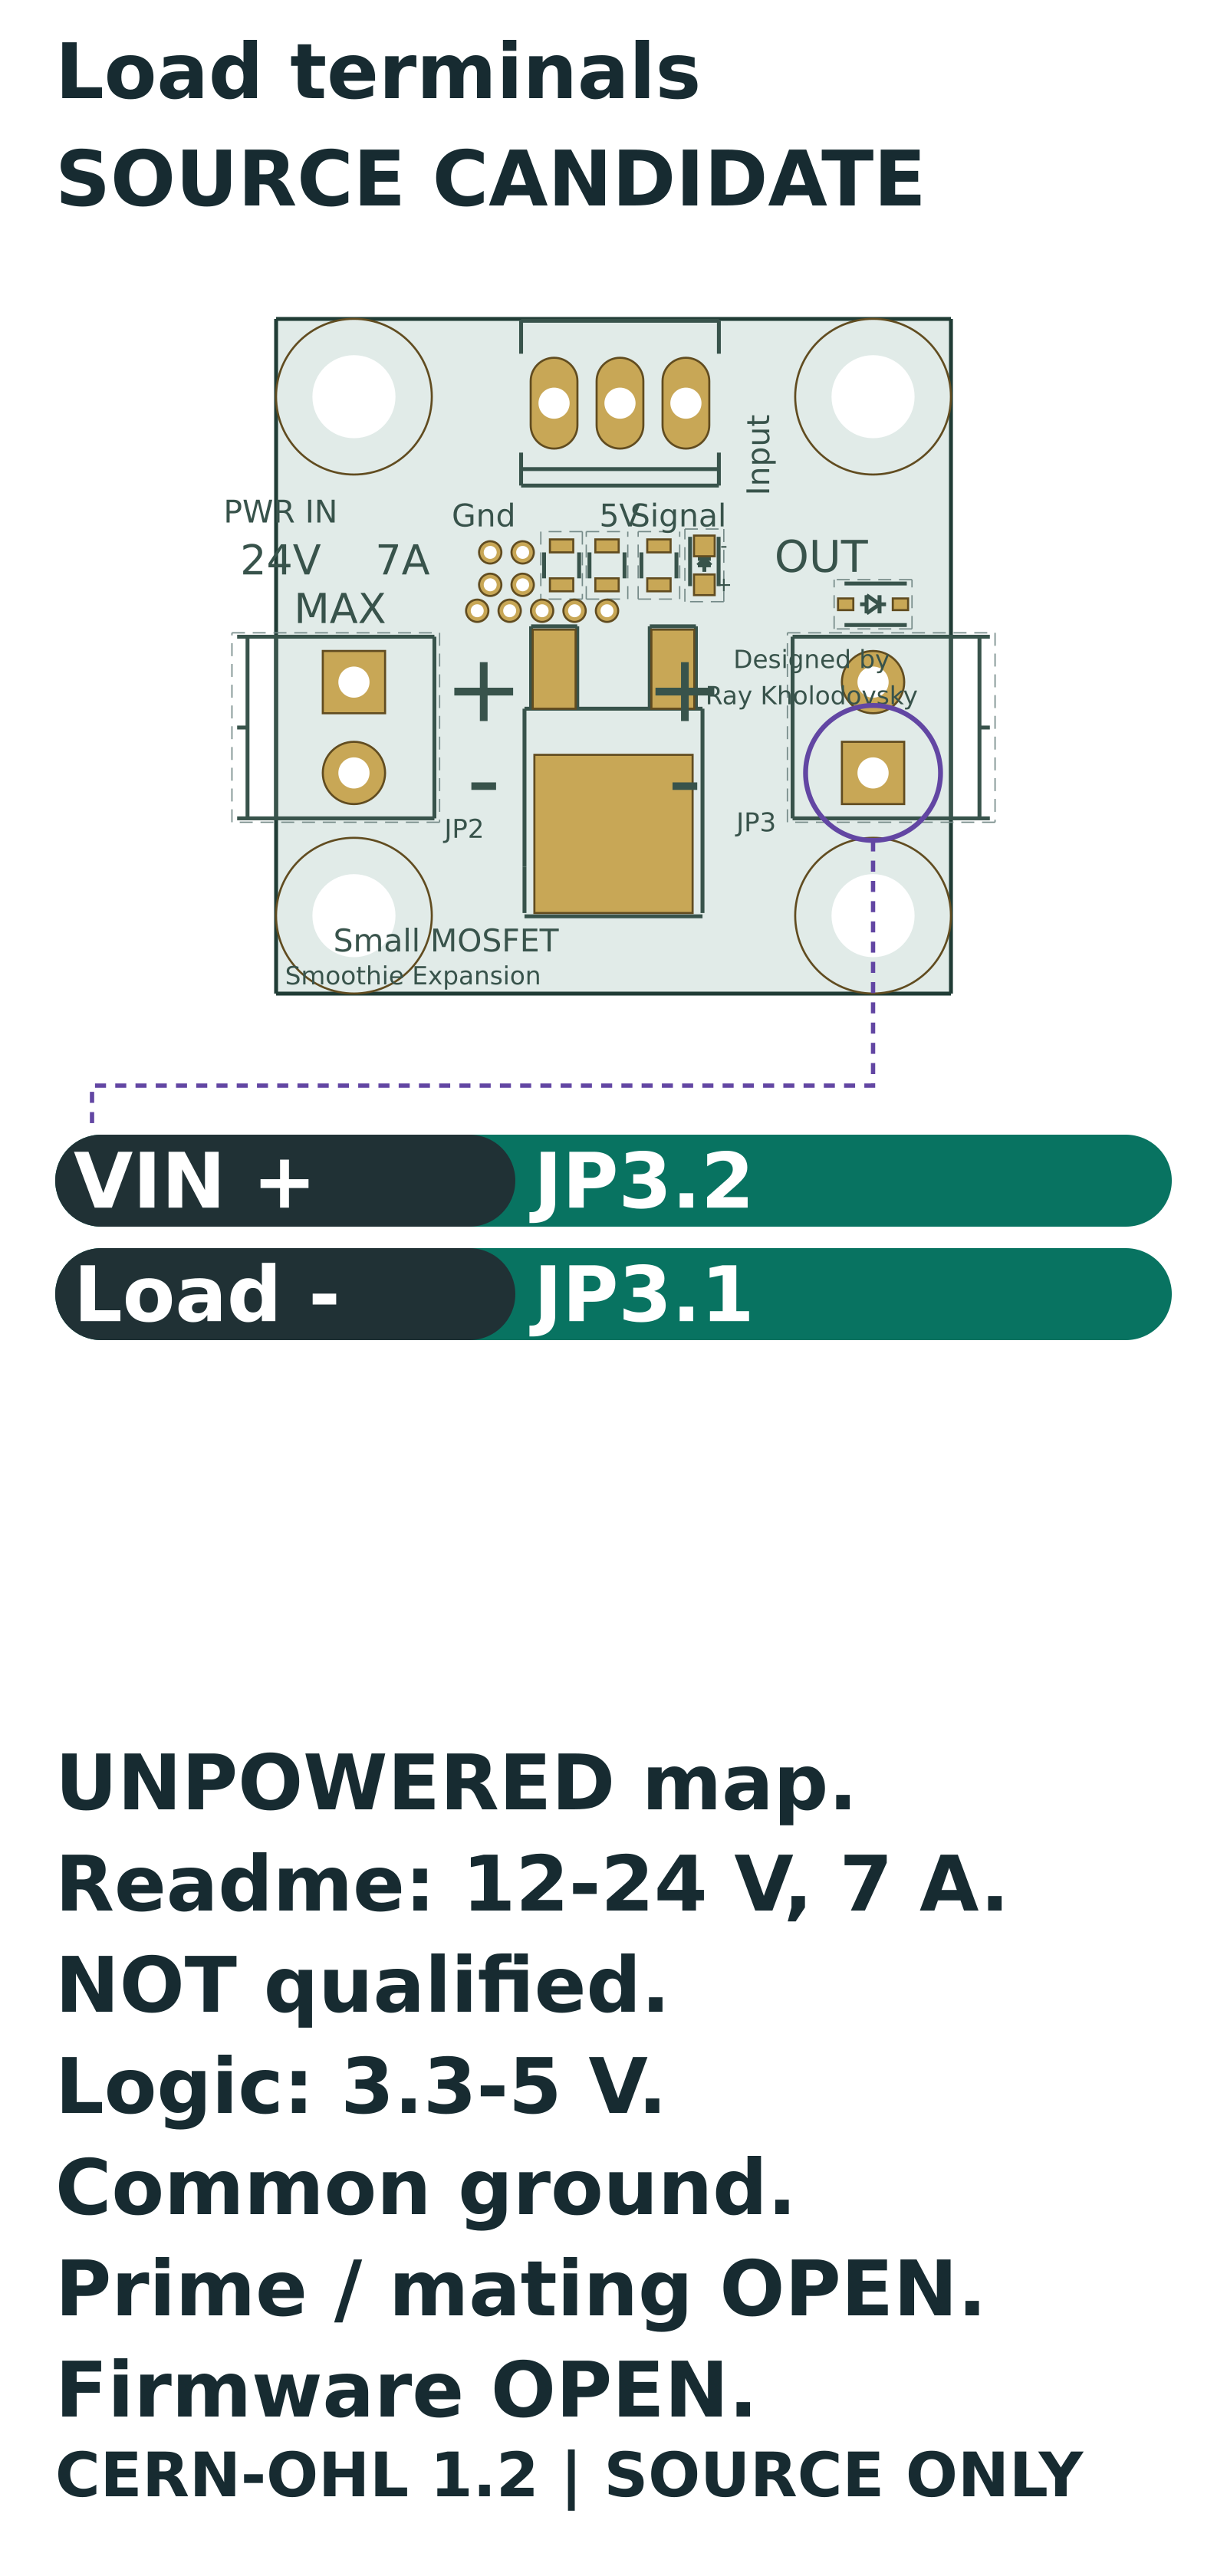 Load terminals
SOURCE CANDIDATE
Input
PWR IN
Gnd
5V
Signal
24V 7A
OUT
MAX
-
+
Designed by
Ray Kholodovsky
+
+
-
-
JP2
JP3
Small MOSFET
Smoothie Expansion
VIN + JP3.2
Load - JP3.1
UNPOWERED map.
Readme: 12-24 V, 7 A.
NOT qualified.
Logic: 3.3-5 V.
Common ground.
Prime / mating OPEN.
Firmware OPEN.
CERN-OHL 1.2 | SOURCE ONLY